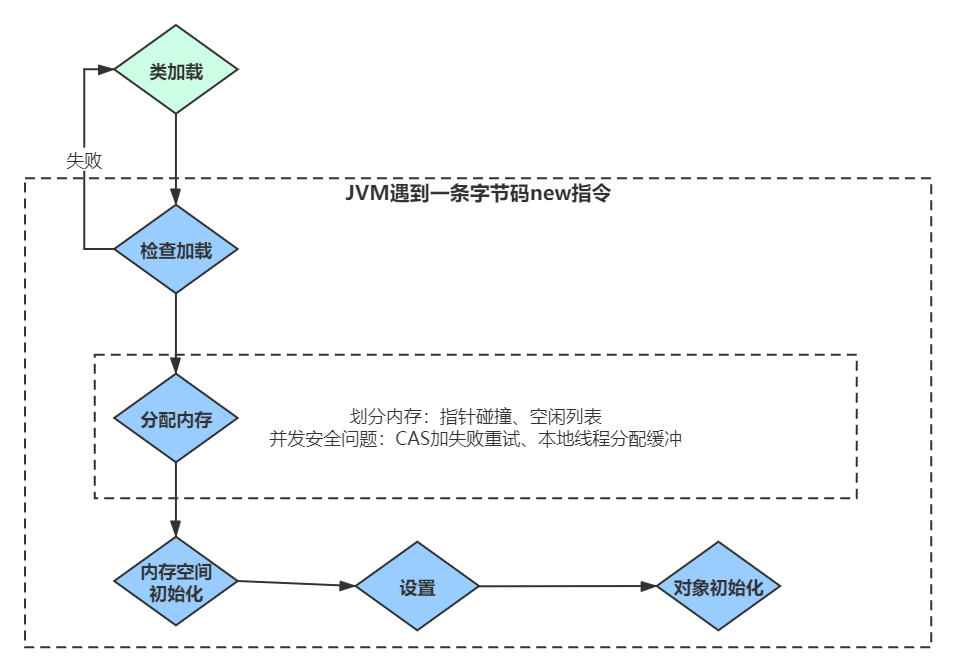 类加载
失败
JVM遇到一条字节码new指令
检查加载
分配内存
划分内存：指针碰撞、空闲列表
并发安全问题：CAS加失败重试、本地线程分配缓冲
内存空间
初始化
设置
对象初始化